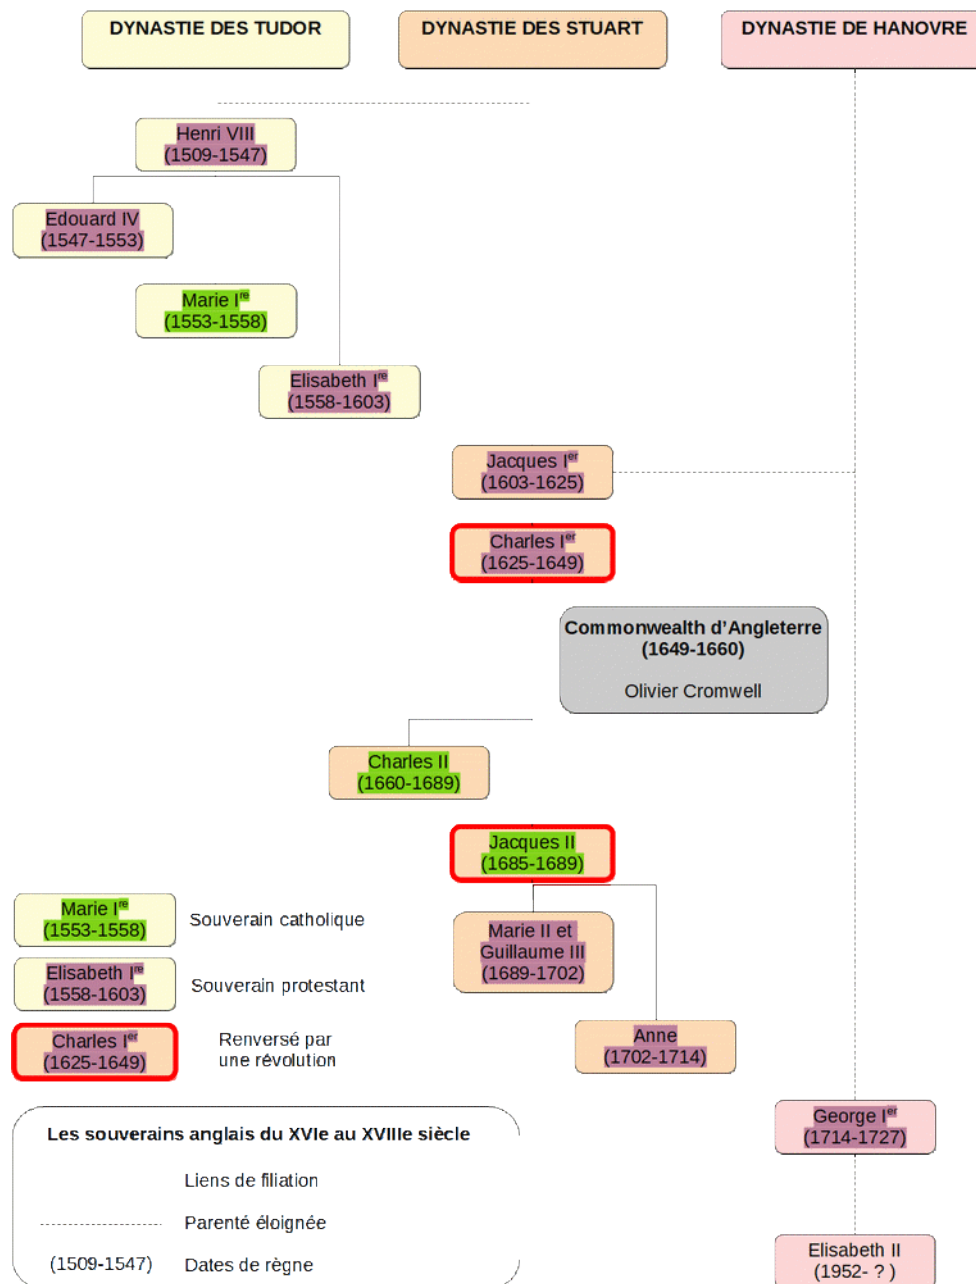 DYNASTIE DES TUDOR
DYNASTIE DES STUART
DYNASTIE DE HANOVRE
Henri VIII
(1509-1547)
Edouard IV
(1547-1553)
Marie Iʳᵉ
(1553-1558)
Elisabeth Iʳᵉ
(1558-1603)
Jacques Iᵉʳ
(1603-1625)
Charles Iᵉʳ
(1625-1649)
Commonwealth d’Angleterre
(1649-1660)
Olivier Cromwell
Charles II
(1660-1689)
Jacques II
(1685-1689)
Marie II et
Guillaume III
(1689-1702)
Anne
(1702-1714)
George Iᵉʳ
(1714-1727)
Elisabeth II
(1952- ? )
Marie Iʳᵉ
(1553-1558)
Souverain catholique
Elisabeth Iʳᵉ
(1558-1603)
Souverain protestant
Charles Iᵉʳ
(1625-1649)
Renversé par
une révolution
Les souverains anglais du XVIe au XVIIIe siècle
Liens de filiation
Parenté éloignée
(1509-1547) Dates de règne